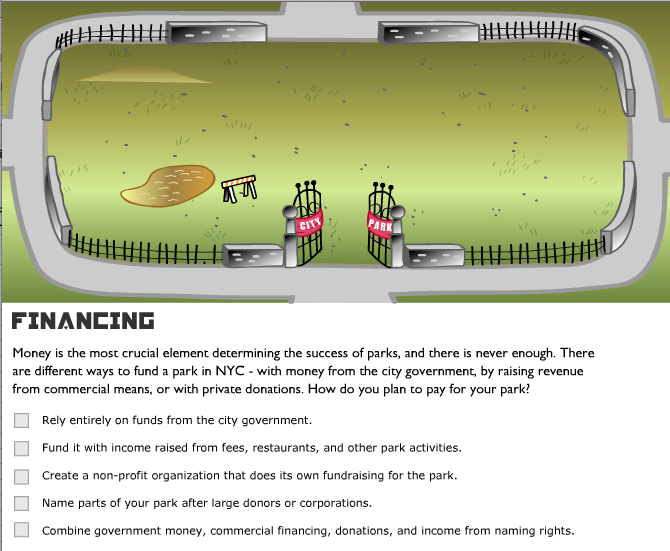 CITY PARK
FINANCING
Money is the most crucial element determining the success of parks, and there is never enough. There
are different ways to fund a park in NYC - with money from the city government, by raising revenue
from commercial means, or with private donations. How do you plan to pay for your park?
Rely entirely on funds from the city government.
Fund it with income raised from fees, restaurants, and other park activities.
Create a non-profit organization that does its own fundraising for the park.
Name parts of your park after large donors or corporations.
Combine government money, commercial financing, donations, and income from naming rights.